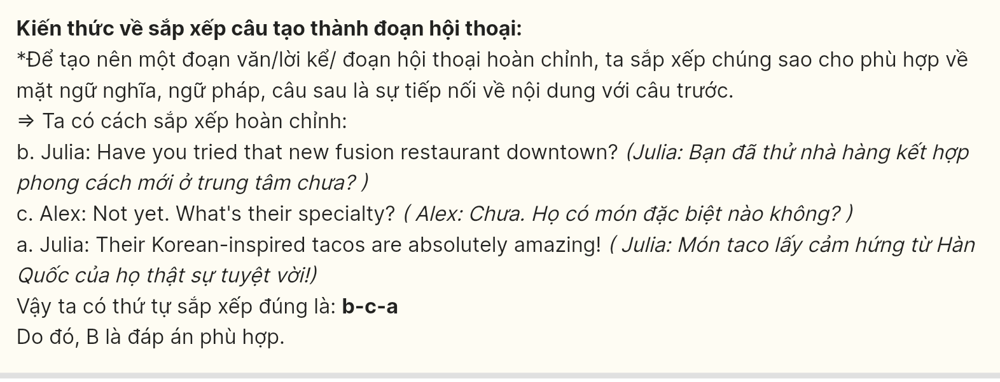 Kiến thức về sắp xếp câu tạo thành đoạn hội thoại:
*Để tạo nên một đoạn văn/lời kể/ đoạn hội thoại hoàn chỉnh, ta sắp xếp chúng sao cho phù hợp về
mặt ngữ nghĩa, ngữ pháp, câu sau là sự tiếp nối về nội dung với câu trước.
⇒ Ta có cách sắp xếp hoàn chỉnh:
b. Julia: Have you tried that new fusion restaurant downtown? (Julia: Bạn đã thử nhà hàng kết hợp
phong cách mới ở trung tâm chưa? )
c. Alex: Not yet. What's their specialty? ( Alex: Chưa. Họ có món đặc biệt nào không? )
a. Julia: Their Korean-inspired tacos are absolutely amazing! ( Julia: Món taco lấy cảm hứng từ Hàn
Quốc của họ thật sự tuyệt vời!)
Vậy ta có thứ tự sắp xếp đúng là: b-c-a
Do đó, B là đáp án phù hợp.